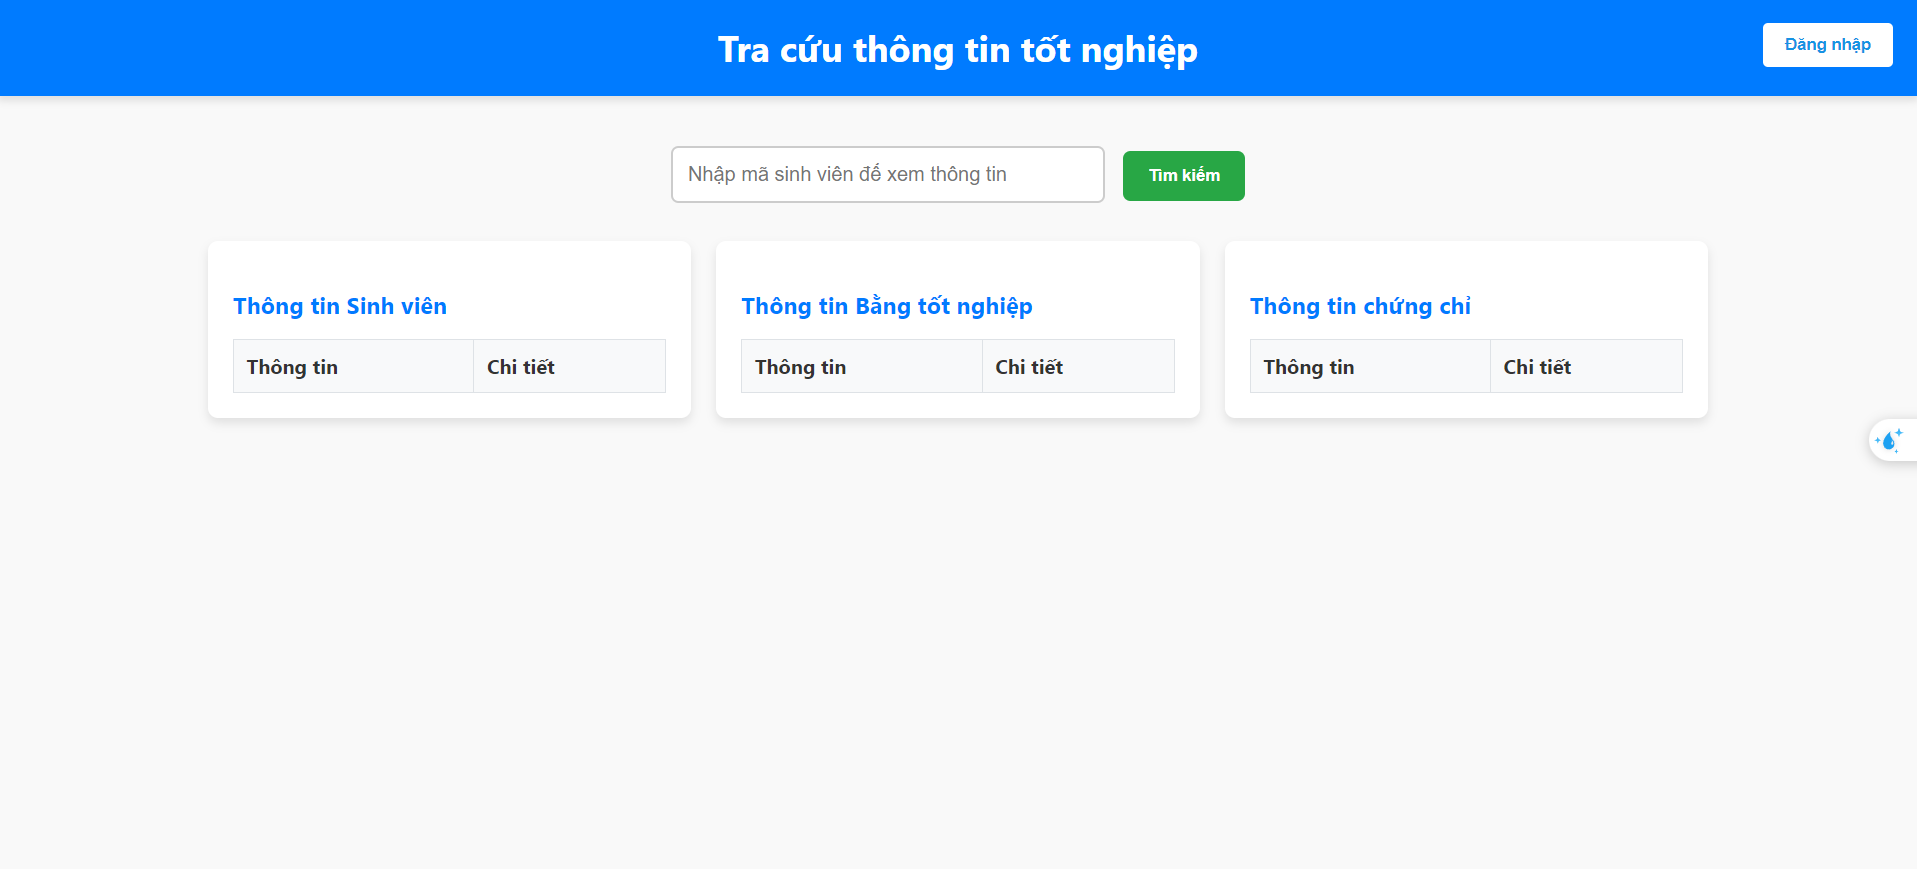 Tra cứu thông tin tốt nghiệp
Đăng nhập
Nhập mã sinh viên để xem thông tin
Tìm kiếm
Thông tin Sinh viên
Thông tin Chi tiết
Thông tin Bằng tốt nghiệp
Thông tin Chi tiết
Thông tin chứng chỉ
Thông tin Chi tiết